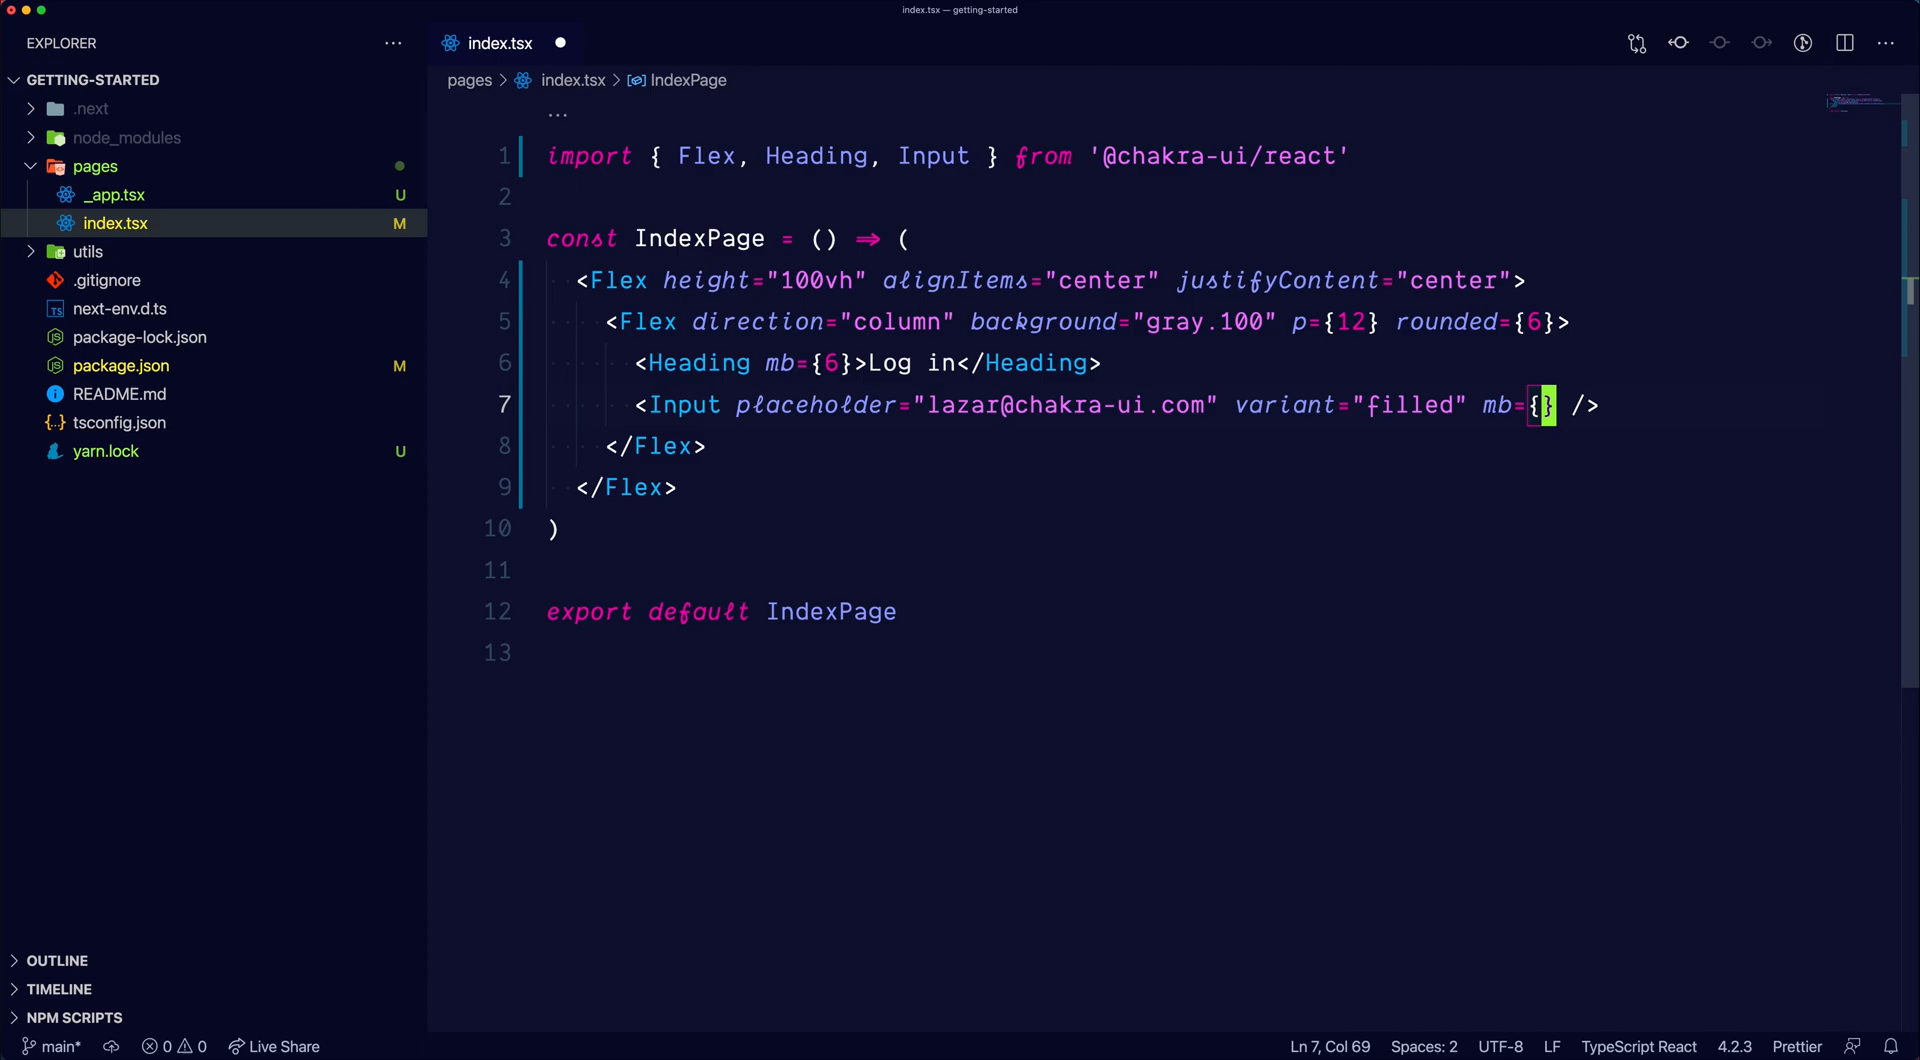 index.tsx — getting-started
EXPLORER
...
index.tsx
...
GETTING-STARTED
.next
node_modules
pages
_app.tsx U
index.tsx M
utils
.gitignore
next-env.d.ts
package-lock.json
package.json M
README.md
tsconfig.json
yarn.lock U
pages > index.tsx > IndexPage
...
1 import { Flex, Heading, Input } from '@chakra-ui/react'
2
3 const IndexPage = () => (
4 <Flex height="100vh" alignItems="center" justifyContent="center">
5 <Flex direction="column" background="gray.100" p={12} rounded={6}>
6 <Heading mb={6}>Log in</Heading>
7 <Input placeholder="lazar@chakra-ui.com" variant="filled" mb={} />
8 </Flex>
9 </Flex>
10 )
11
12 export default IndexPage
13
OUTLINE
TIMELINE
NPM SCRIPTS
main* 0 0 Live Share Ln 7, Col 69 Spaces: 2 UTF-8 LF TypeScript React 4.2.3 Prettier